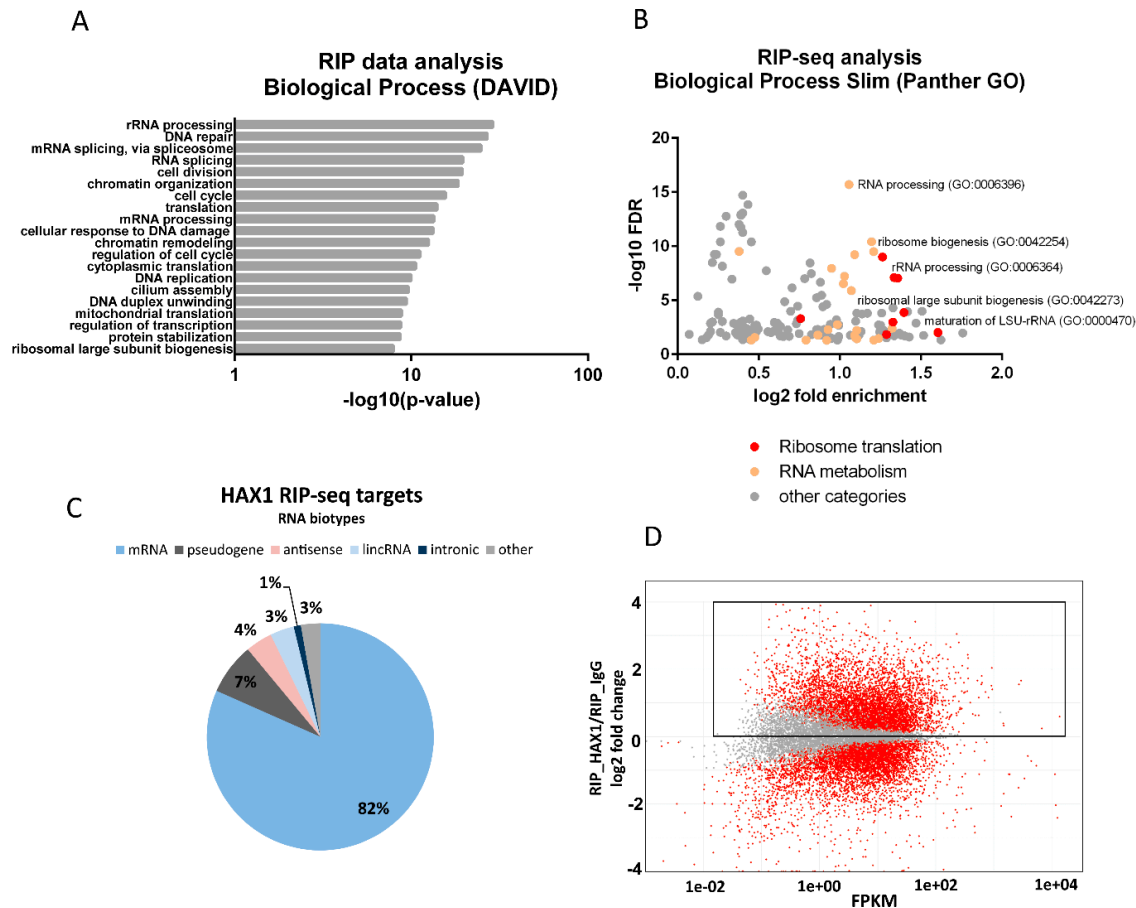 A
RIP data analysis
Biological Process (DAVID)
rRNA processing
DNA repair
mRNA splicing, via spliceosome
RNA splicing
cell division
chromatin organization
cell cycle
translation
mRNA processing
cellular response to DNA damage
chromatin remodeling
regulation of cell cycle
cytoplasmic translation
DNA replication
cilium assembly
DNA duplex unwinding
mitochondrial translation
regulation of transcription
protein stabilization
ribosomal large subunit biogenesis
1
10
100
-log10(p-value)
B
RIP-seq analysis
Biological Process Slim (Panther GO)
-log10 FDR
20
15
10
5
0
RNA processing (GO:0006396)
ribosome biogenesis (GO:0042254)
rRNA processing (GO:0006364)
ribosomal large subunit biogenesis (GO:0042273)
maturation of LSU-rRNA (GO:0000470)
0.0
0.5
1.0
1.5
2.0
log2 fold enrichment
Ribosome translation
RNA metabolism
other categories
C
HAX1 RIP-seq targets
RNA biotypes
mRNA
pseudogene
antisense
lincRNA
intronic
other
1%
3%
3%
4%
7%
82%
D
RIP_HAX1/RIP_IgG
log2 fold change
4
2
0
-2
-4
1e-02
1e+00
1e+02
1e+04
FPKM